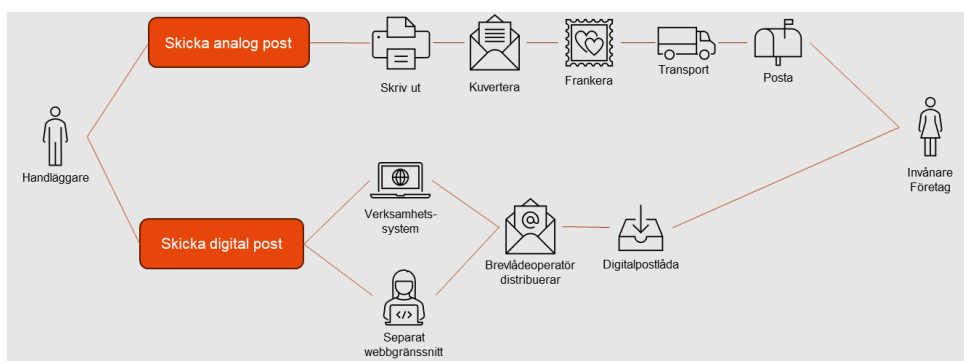 Skicka analog post
Skriv ut
Kuvertera
Frankera
Transport
Posta
Handläggare
Invånare
Företag
Verksamhets-
system
Skicka digital post
Brevlådeoperatör
distribuerar
Digitalpostlåda
Separat
webbgränssnitt